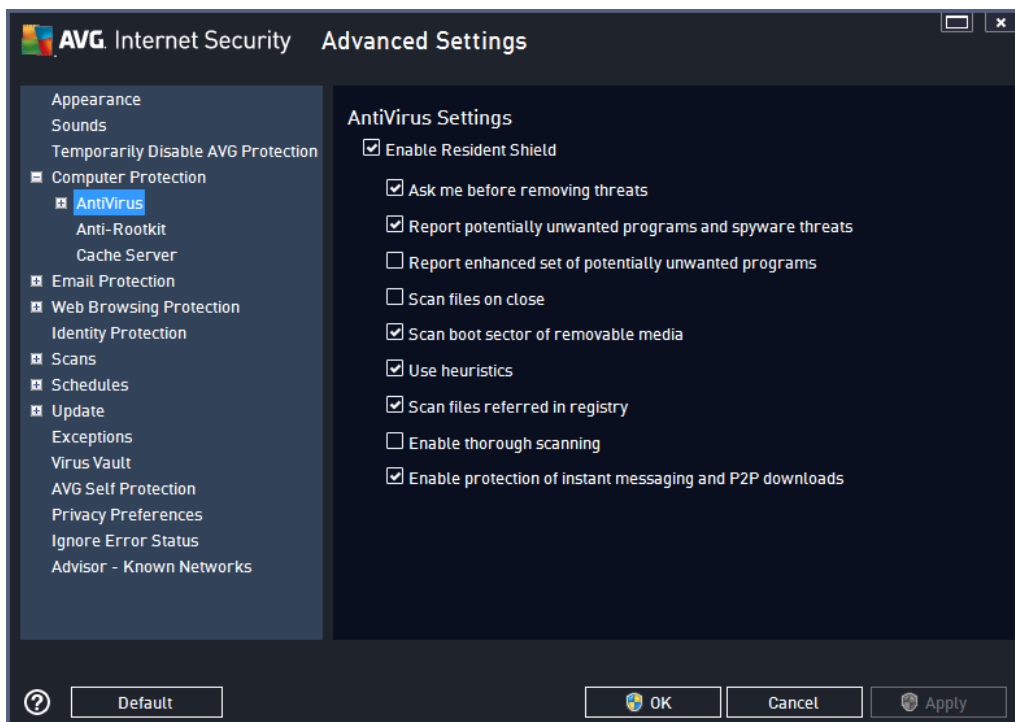 AVG. Internet Security Advanced Settings
Appearance
Sounds
Temporarily Disable AVG Protection
Computer Protection
AntiVirus
Anti-Rootkit
Cache Server
Email Protection
Web Browsing Protection
Identity Protection
Scans
Schedules
Update
Exceptions
Virus Vault
AVG Self Protection
Privacy Preferences
Ignore Error Status
Advisor - Known Networks
AntiVirus Settings
Enable Resident Shield
Ask me before removing threats
Report potentially unwanted programs and spyware threats
Report enhanced set of potentially unwanted programs
Scan files on close
Scan boot sector of removable media
Use heuristics
Scan files referred in registry
Enable thorough scanning
Enable protection of instant messaging and P2P downloads
? Default OK Cancel Apply